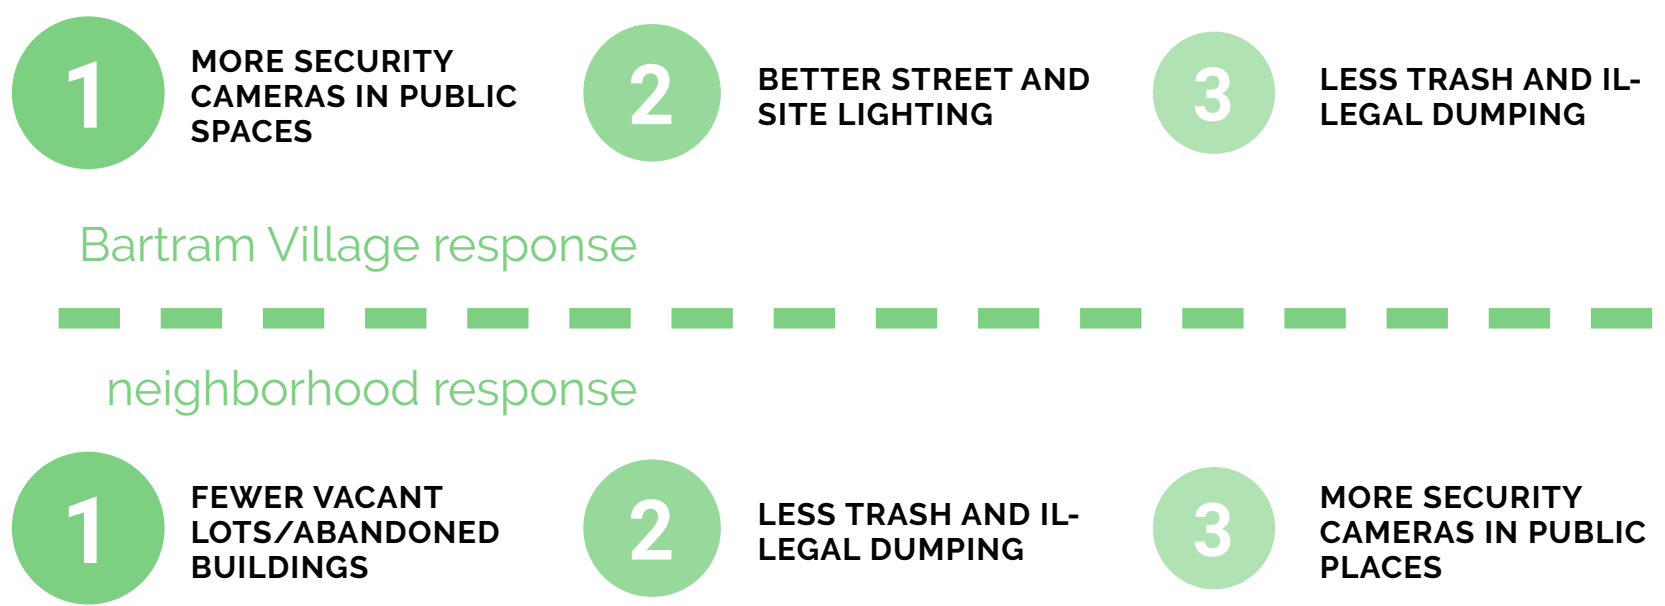 1
MORE SECURITY
CAMERAS IN PUBLIC
SPACES
2
BETTER STREET AND
SITE LIGHTING
3
LESS TRASH AND IL-
LEGAL DUMPING
Bartram Village response
neighborhood response
1
FEWER VACANT
LOTS/ABANDONED
BUILDINGS
2
LESS TRASH AND IL-
LEGAL DUMPING
3
MORE SECURITY
CAMERAS IN PUBLIC
PLACES